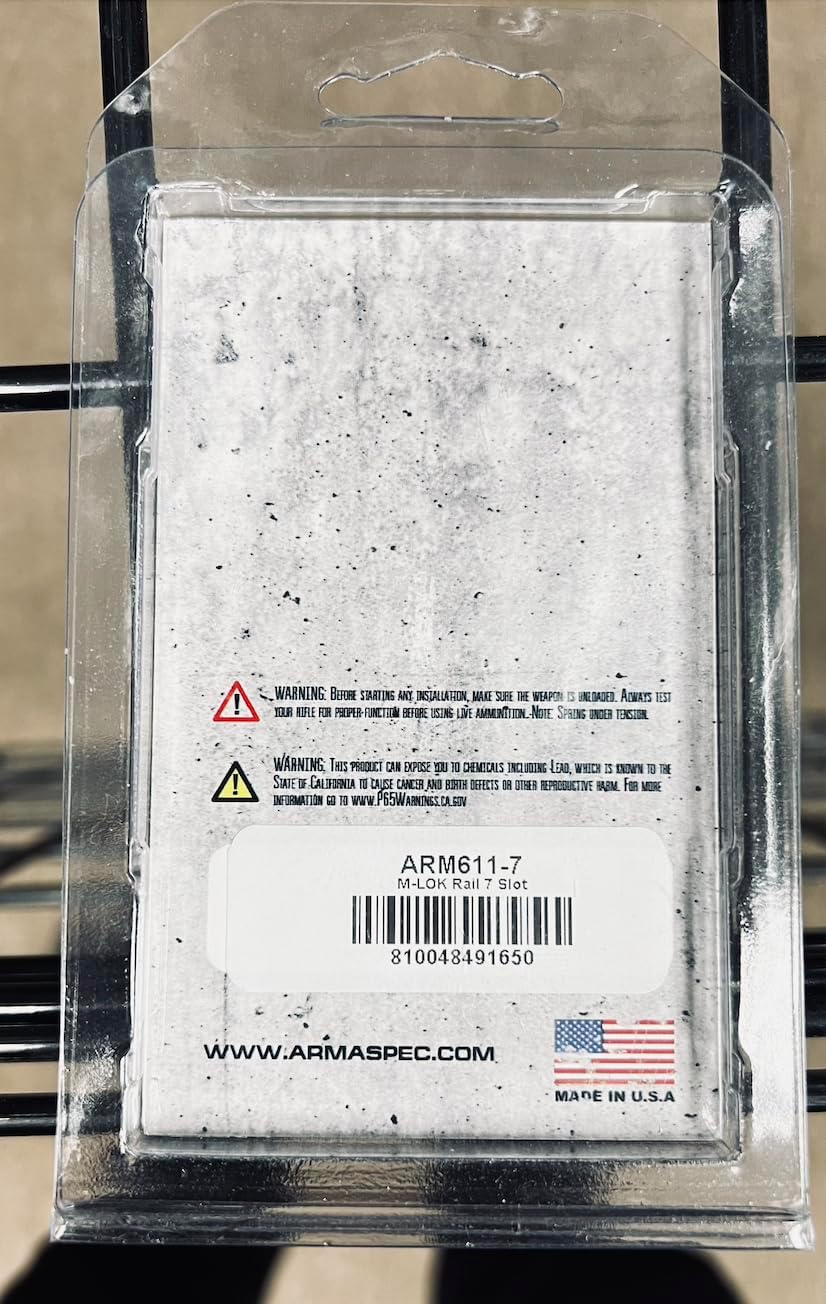 WARNING: Before starting any installation, make sure the weapon is unloaded. Always test
your rifle for proper function before using live ammunition. Note: Spring under tension.
WARNING: This product can expose you to chemicals including Lead, which is known to the
State of California to cause cancer and birth defects or other reproductive harm. For more
information go to www.P65Warnings.ca.gov
ARM611-7
M-LOK Rail 7 Slot
810048491650
WWW.ARMASPEC.COM
MADE IN U.S.A